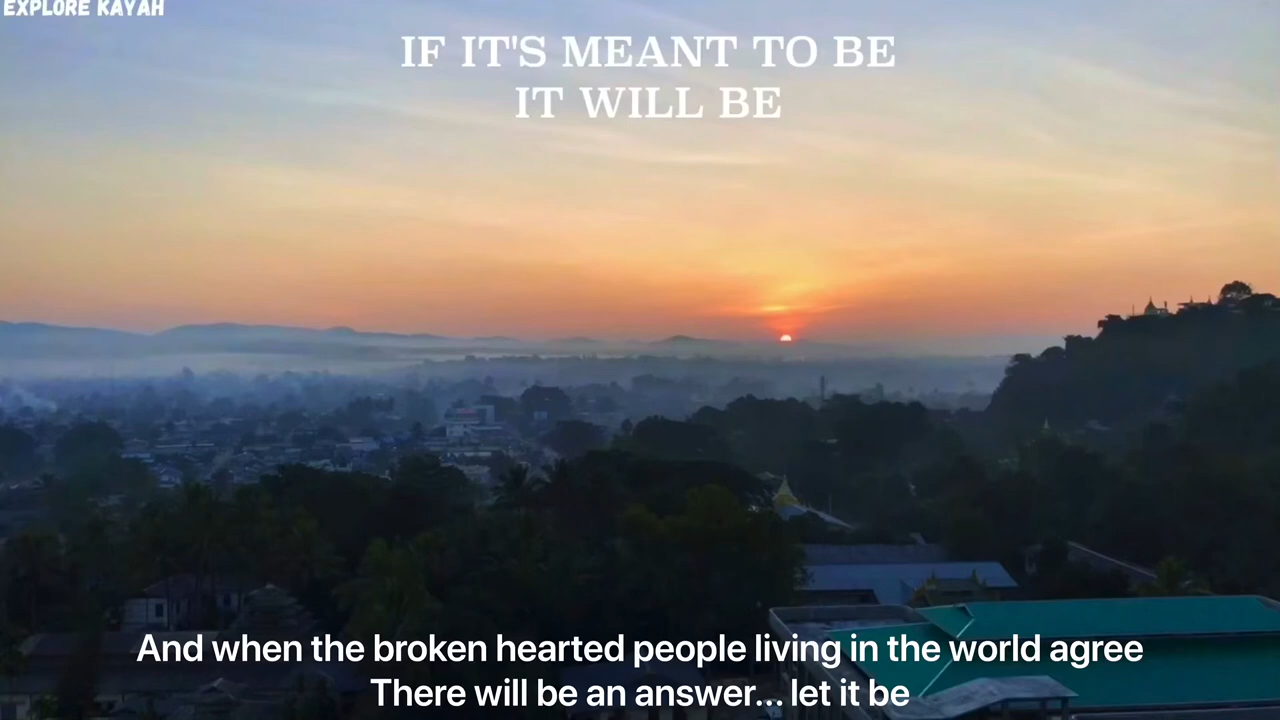 EXPLORE KAYAH
IF IT'S MEANT TO BE
IT WILL BE
And when the broken hearted people living in the world agree
There will be an answer... let it be